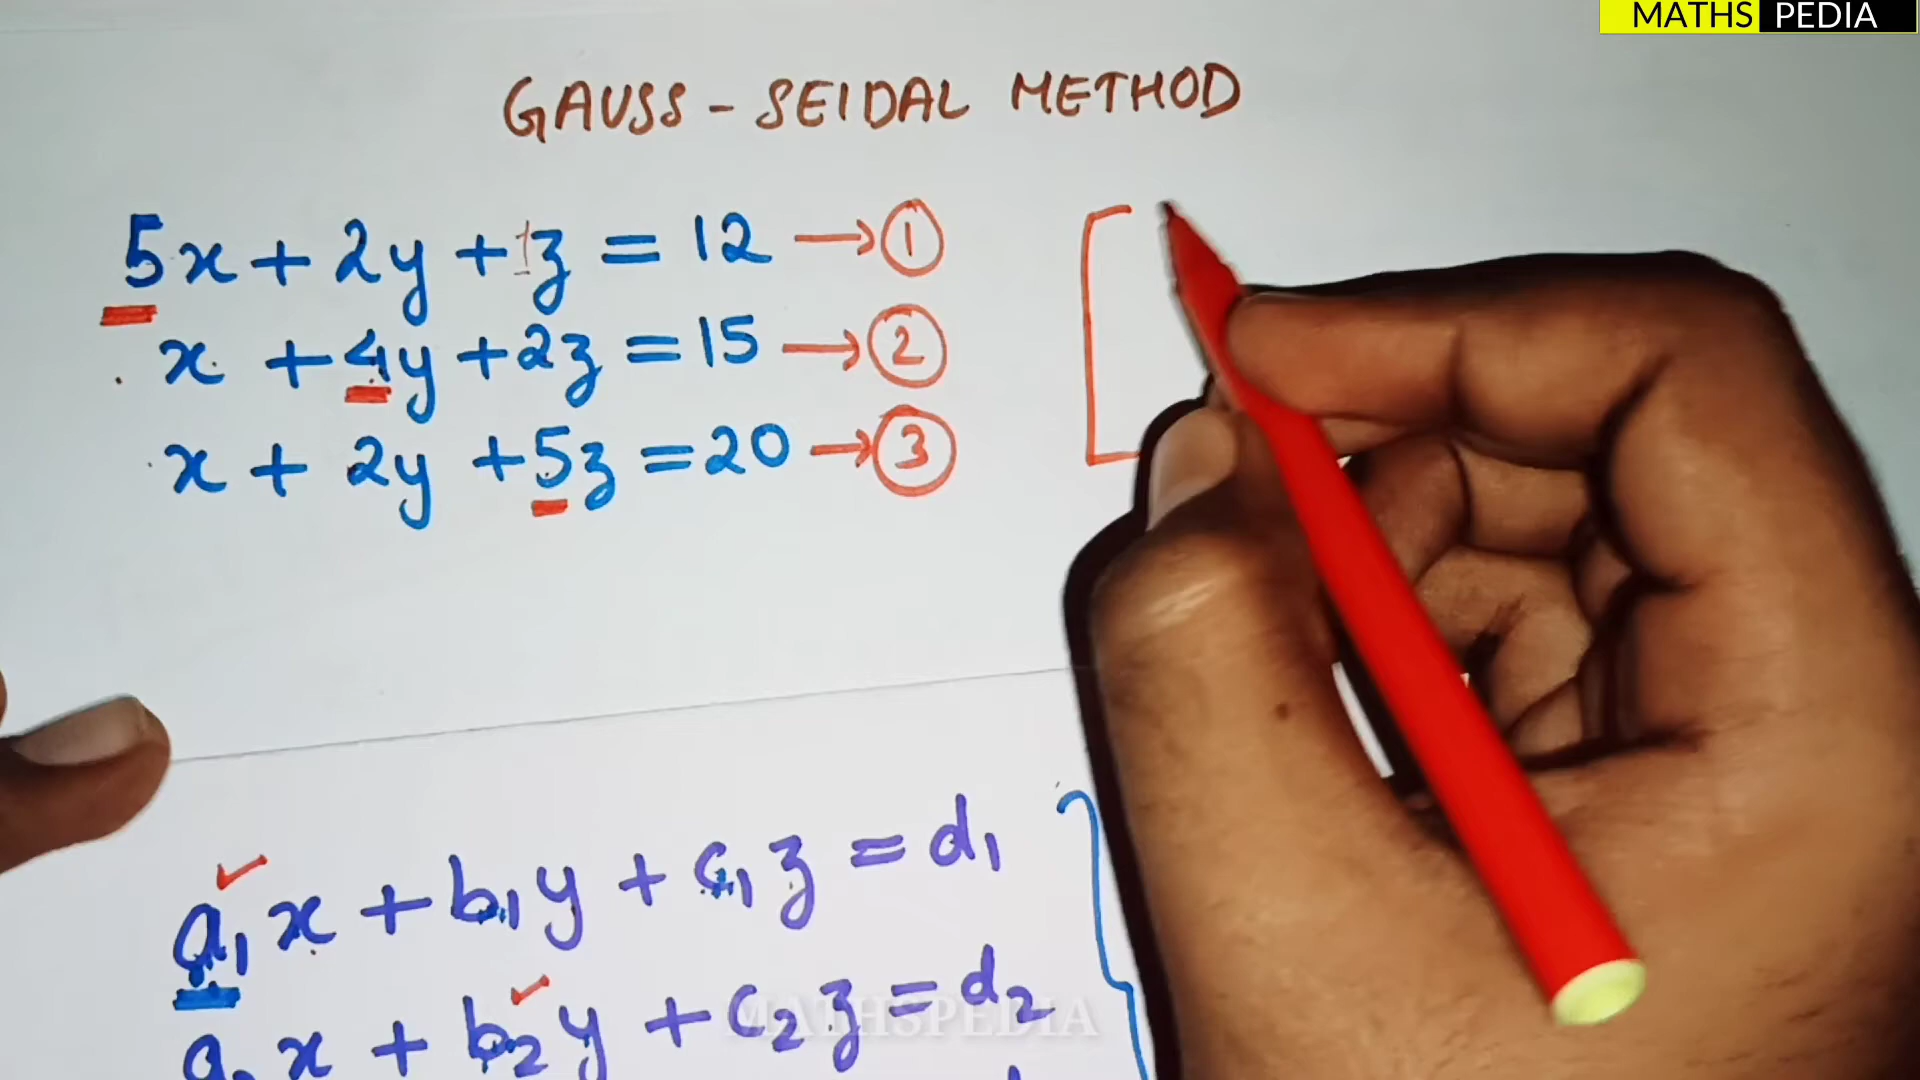 MATHS PEDIA
GAUSS - SEIDAL METHOD
5x + 2y + 1z = 12 → ①
x + 4y + 2z = 15 → ②
x + 2y + 5z = 20 → ③
a₁x + b₁y + c₁z = d₁
a₂x + b₂y + c₂z = d₂
MATHSPEDIA